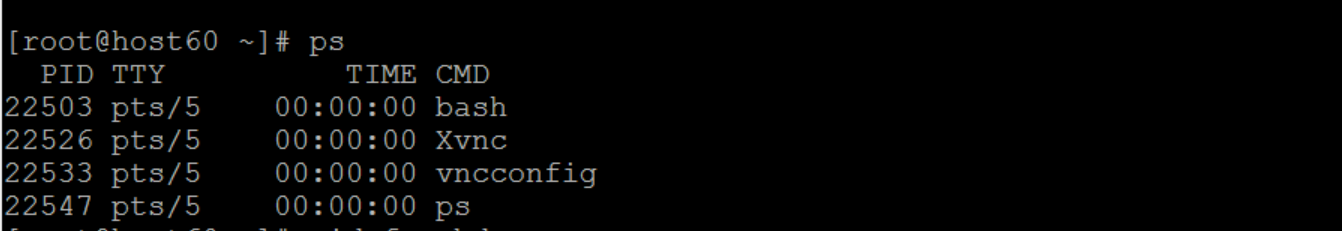 [root@host60 ~]# ps
  PID TTY          TIME CMD
22503 pts/5    00:00:00 bash
22526 pts/5    00:00:00 Xvnc
22533 pts/5    00:00:00 vncconfig
22547 pts/5    00:00:00 ps